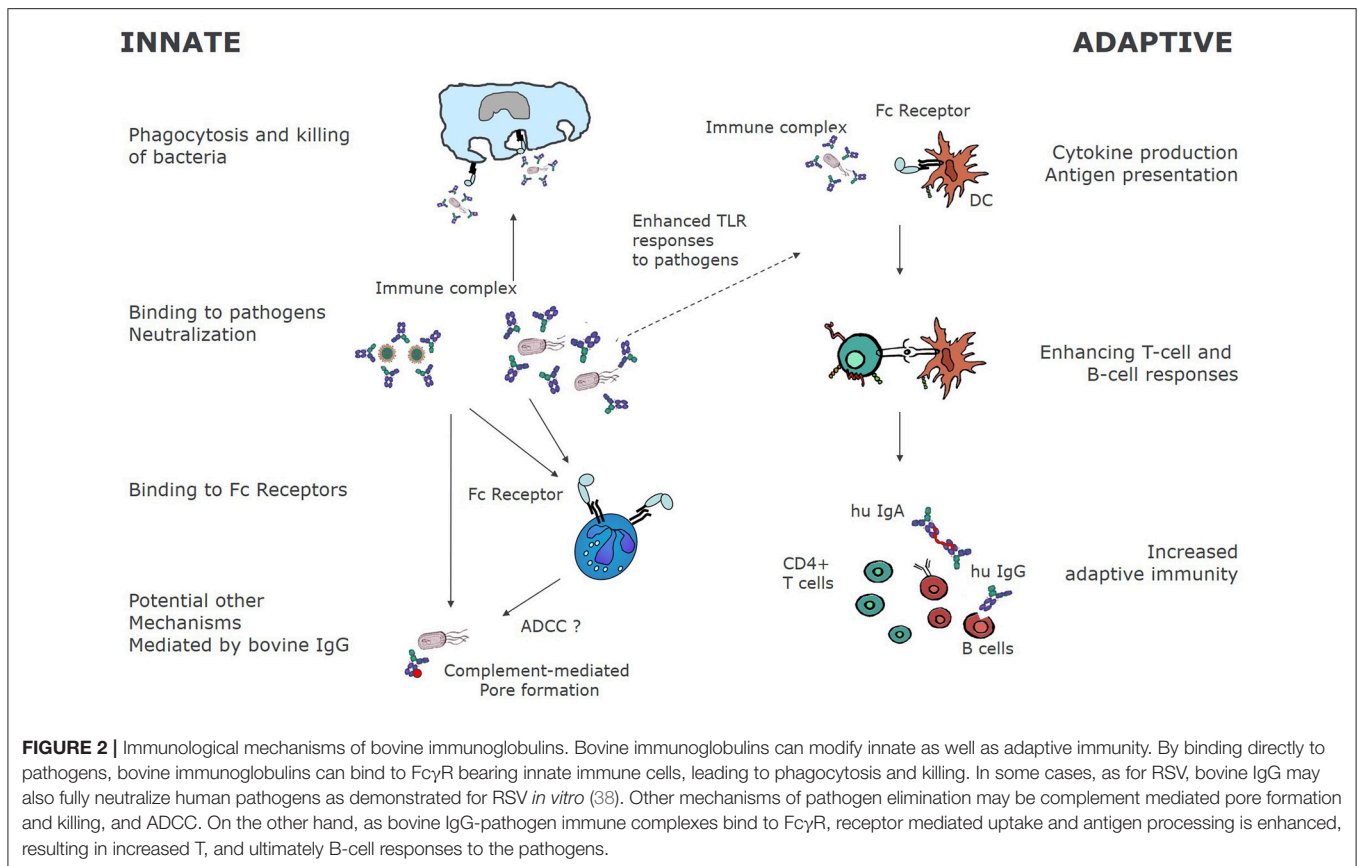 INNATE
ADAPTIVE
Phagocytosis and killing
of bacteria
Immune complex
Fc Receptor
DC
Cytokine production
Antigen presentation
Enhanced TLR
responses
to pathogens
Immune complex
Binding to pathogens
Neutralization
Enhancing T-cell and
B-cell responses
Binding to Fc Receptors
Fc Receptor
hu IgA
CD4+
T cells
hu IgG
B cells
Increased
adaptive immunity
Potential other
Mechanisms
Mediated by bovine IgG
ADCC ?
Complement-mediated
Pore formation
FIGURE 2 | Immunological mechanisms of bovine immunoglobulins. Bovine immunoglobulins can modify innate as well as adaptive immunity. By binding directly to
pathogens, bovine immunoglobulins can bind to FcγR bearing innate immune cells, leading to phagocytosis and killing. In some cases, as for RSV, bovine IgG may
also fully neutralize human pathogens as demonstrated for RSV in vitro (38). Other mechanisms of pathogen elimination may be complement mediated pore formation
and killing, and ADCC. On the other hand, as bovine IgG-pathogen immune complexes bind to FcγR, receptor mediated uptake and antigen processing is enhanced,
resulting in increased T, and ultimately B-cell responses to the pathogens.